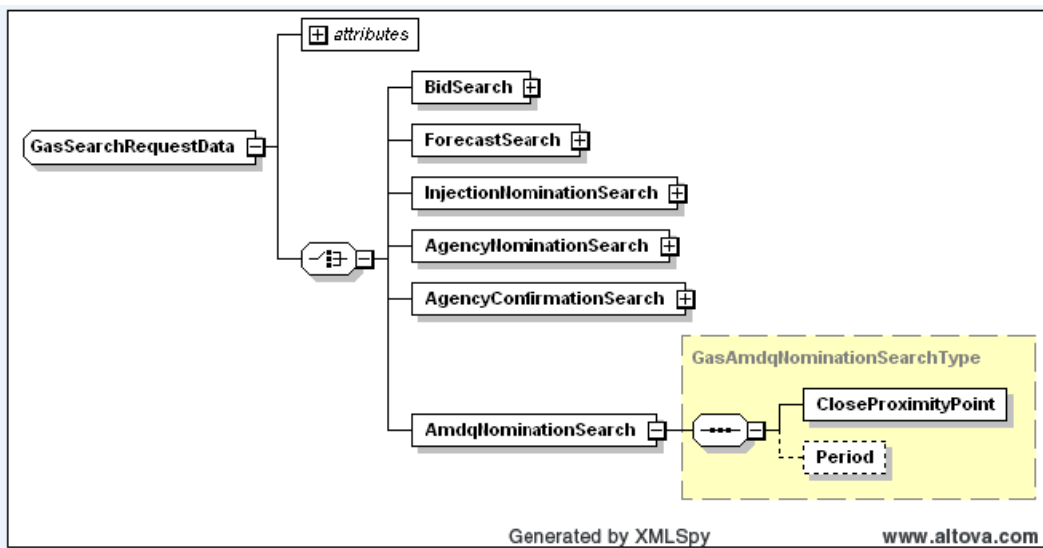 attributes
BidSearch
ForecastSearch
GasSearchRequestData
InjectionNominationSearch
AgencyNominationSearch
AgencyConfirmationSearch
GasAmdqNominationSearchType
CloseProximityPoint
AmdqNominationSearch
Period
Generated by XMLSpy www.altova.com